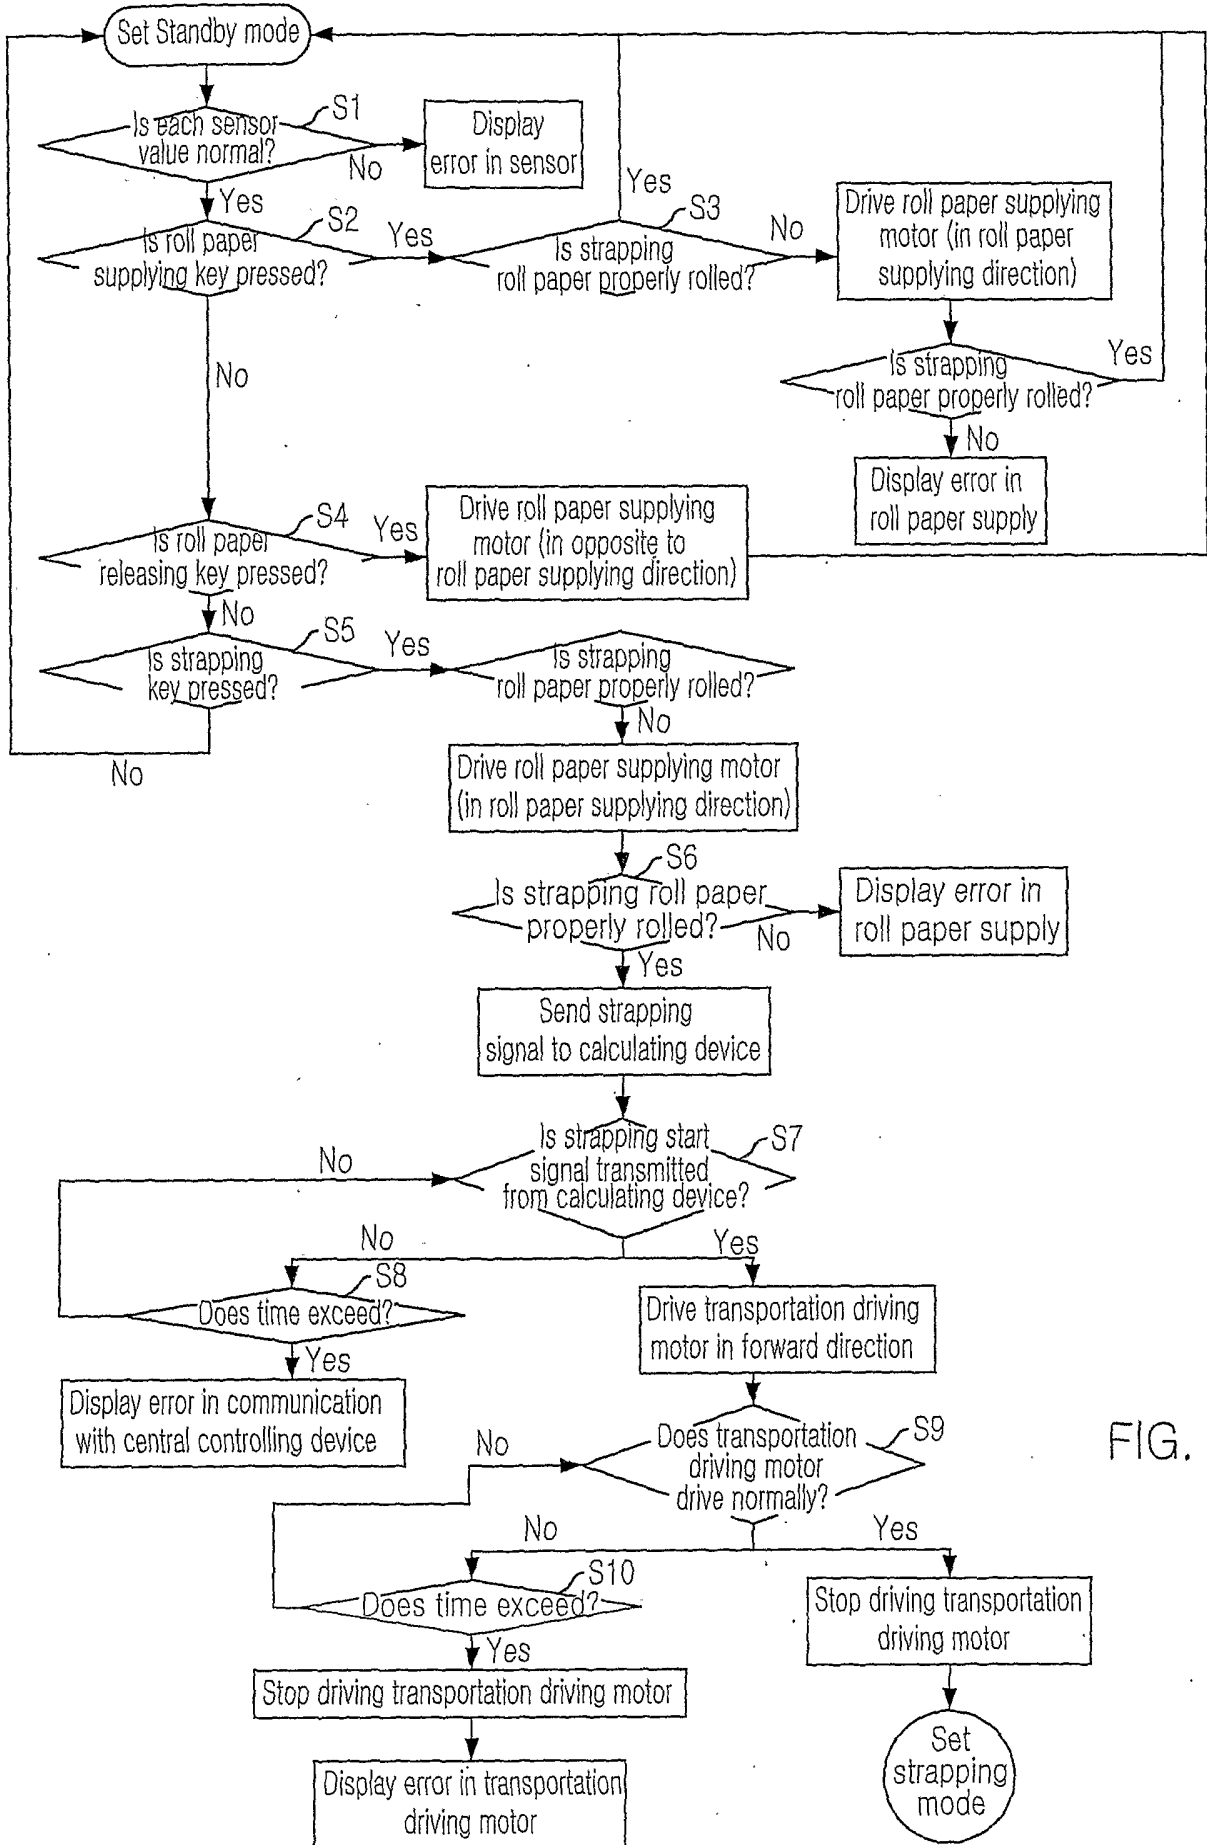 Set Standby mode
S1
Is each sensor
value normal?
No
Display
error in sensor
Yes
Yes
S2
Is roll paper
supplying key pressed?
Yes
S3
Is strapping
roll paper properly rolled?
No
Drive roll paper supplying
motor (in roll paper
supplying direction)
No
Is strapping
roll paper properly rolled?
Yes
No
Display error in
roll paper supply
S4
Is roll paper
releasing key pressed?
Yes
Drive roll paper supplying
motor (in opposite to
roll paper supplying direction)
No
S5
Is strapping
key pressed?
Yes
Is strapping
roll paper properly rolled?
No
No
Drive roll paper supplying motor
(in roll paper supplying direction)
S6
Is strapping roll paper
properly rolled?
No
Display error in
roll paper supply
Yes
Send strapping
signal to calculating device
S7
Is strapping start
signal transmitted
from calculating device?
No
No
Yes
S8
Does time exceed?
Drive transportation driving
motor in forward direction
Yes
Display error in communication
with central controlling device
S9
Does transportation
driving motor
drive normally?
No
FIG.
No
Yes
S10
Does time exceed?
Stop driving transportation
driving motor
Yes
Stop driving transportation driving motor
Set
strapping
mode
Display error in transportation
driving motor